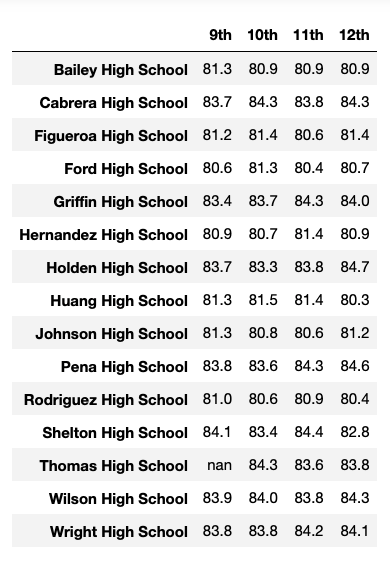 9th 10th 11th 12th
Bailey High School 81.3 80.9 80.9 80.9
Cabrera High School 83.7 84.3 83.8 84.3
Figueroa High School 81.2 81.4 80.6 81.4
Ford High School 80.6 81.3 80.4 80.7
Griffin High School 83.4 83.7 84.3 84.0
Hernandez High School 80.9 80.7 81.4 80.9
Holden High School 83.7 83.3 83.8 84.7
Huang High School 81.3 81.5 81.4 80.3
Johnson High School 81.3 80.8 80.6 81.2
Pena High School 83.8 83.6 84.3 84.6
Rodriguez High School 81.0 80.6 80.9 80.4
Shelton High School 84.1 83.4 84.4 82.8
Thomas High School nan 84.3 83.6 83.8
Wilson High School 83.9 84.0 83.8 84.3
Wright High School 83.8 83.8 84.2 84.1